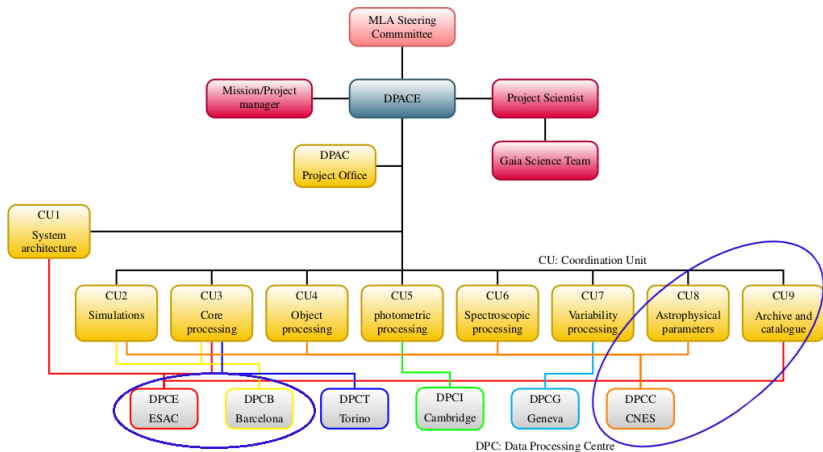 MLA Steering
Commmittee
Mission/Project
manager
DPACE
Project Scientist
DPAC
Project Office
Gaia Science Team
CU1
System
architecture
CU: Coordination Unit
CU2
Simulations
CU3
Core
processing
CU4
Object
processing
CU5
photometric
processing
CU6
Spectroscopic
processing
CU7
Variability
processing
CU8
Astrophysical
parameters
CU9
Archive and
catalogue
DPCE
ESAC
DPCB
Barcelona
DPCT
Torino
DPCI
Cambridge
DPCG
Geneva
DPCC
CNES
DPC: Data Processing Centre